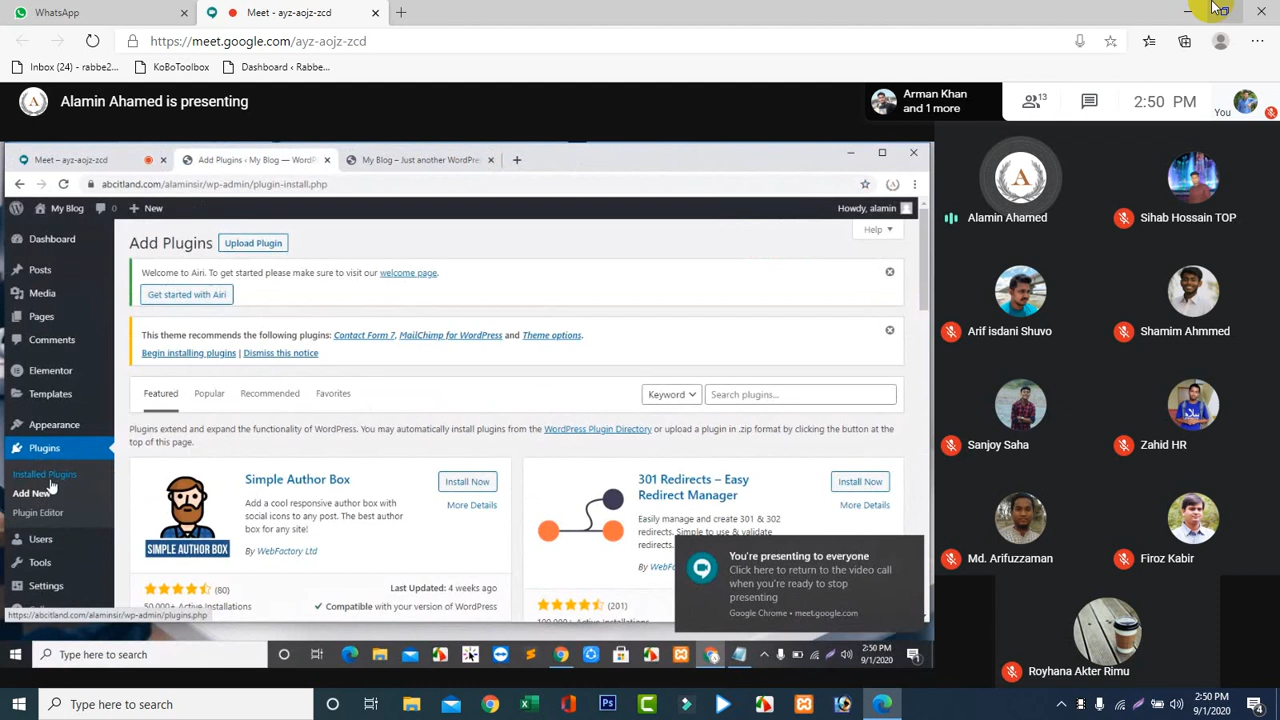 WhatsApp
Meet - ayz-aojz-zcd
https://meet.google.com/ayz-aojz-zcd
Inbox (24) - rabbe2...
KoBoToolbox
Dashboard ‹ Rabbe...
Alamin Ahamed is presenting
Arman Khan
and 1 more
13
2:50 PM
You
Meet – ayz-aojz-zcd
Add Plugins ‹ My Blog — WordPr
My Blog – Just another WordPres
abcitland.com/alaminsir/wp-admin/plugin-install.php
My Blog
0
New
Howdy, alamin
Dashboard
Posts
Media
Pages
Comments
Elementor
Templates
Appearance
Plugins
Installed Plugins
Add New
Plugin Editor
Users
Tools
Settings
https://abcitland.com/alaminsir/wp-admin/plugins.php
Add Plugins
Upload Plugin
Help
Welcome to Airi. To get started please make sure to visit our welcome page.
Get started with Airi
This theme recommends the following plugins: Contact Form 7, MailChimp for WordPress and Theme options.
Begin installing plugins | Dismiss this notice
Featured
Popular
Recommended
Favorites
Keyword
Search plugins...
Plugins extend and expand the functionality of WordPress. You may automatically install plugins from the WordPress Plugin Directory or upload a plugin in .zip format by clicking the button at
top of this page.
Simple Author Box
Install Now
More Details
Add a cool responsive author box with
social icons to any post. The best author
box for any site!
By WebFactory Ltd
SIMPLE AUTHOR BOX
(80)
50,000+ Active Installations
Last Updated: 4 weeks ago
Compatible with your version of WordPress
301 Redirects – Easy
Redirect Manager
Install Now
More Details
Easily manage and create 301 & 302
redirects.
By
(201)
You're presenting to everyone
Click here to return to the video call
when you're ready to stop
presenting
Google Chrome • meet.google.com
Type here to search
2:50 PM
9/1/2020
1
A
Alamin Ahamed
Sihab Hossain TOP
Arif isdani Shuvo
Shamim Ahmmed
Sanjoy Saha
Zahid HR
Md. Arifuzzaman
Firoz Kabir
Royhana Akter Rimu
Type here to search
2:50 PM
9/1/2020
4